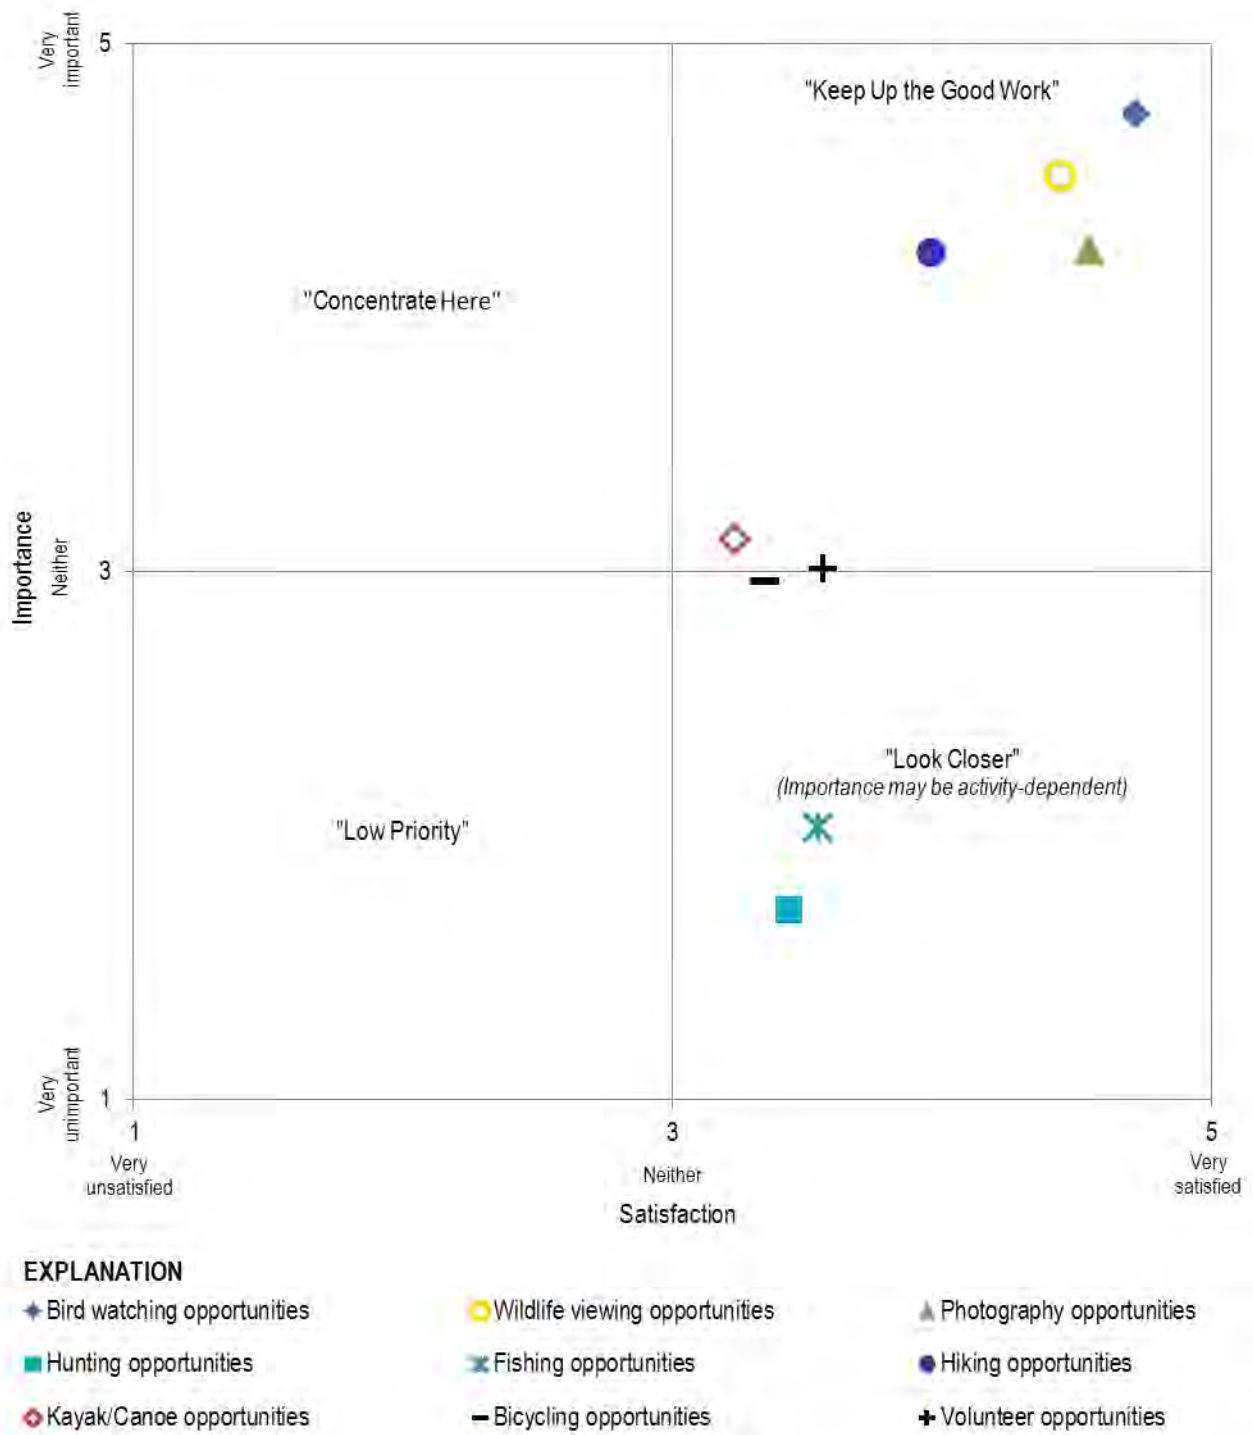 Very
important
5
"Keep Up the Good Work"
"Concentrate Here"
Importance
Neither
3
"Look Closer"
(Importance may be activity-dependent)
"Low Priority"
Very
unimportant
1
1
3
5
Very
unsatisfied
Neither
Very
satisfied
Satisfaction
EXPLANATION
Bird watching opportunities
Wildlife viewing opportunities
Photography opportunities
Hunting opportunities
Fishing opportunities
Hiking opportunities
Kayak/Canoe opportunities
Bicycling opportunities
Volunteer opportunities